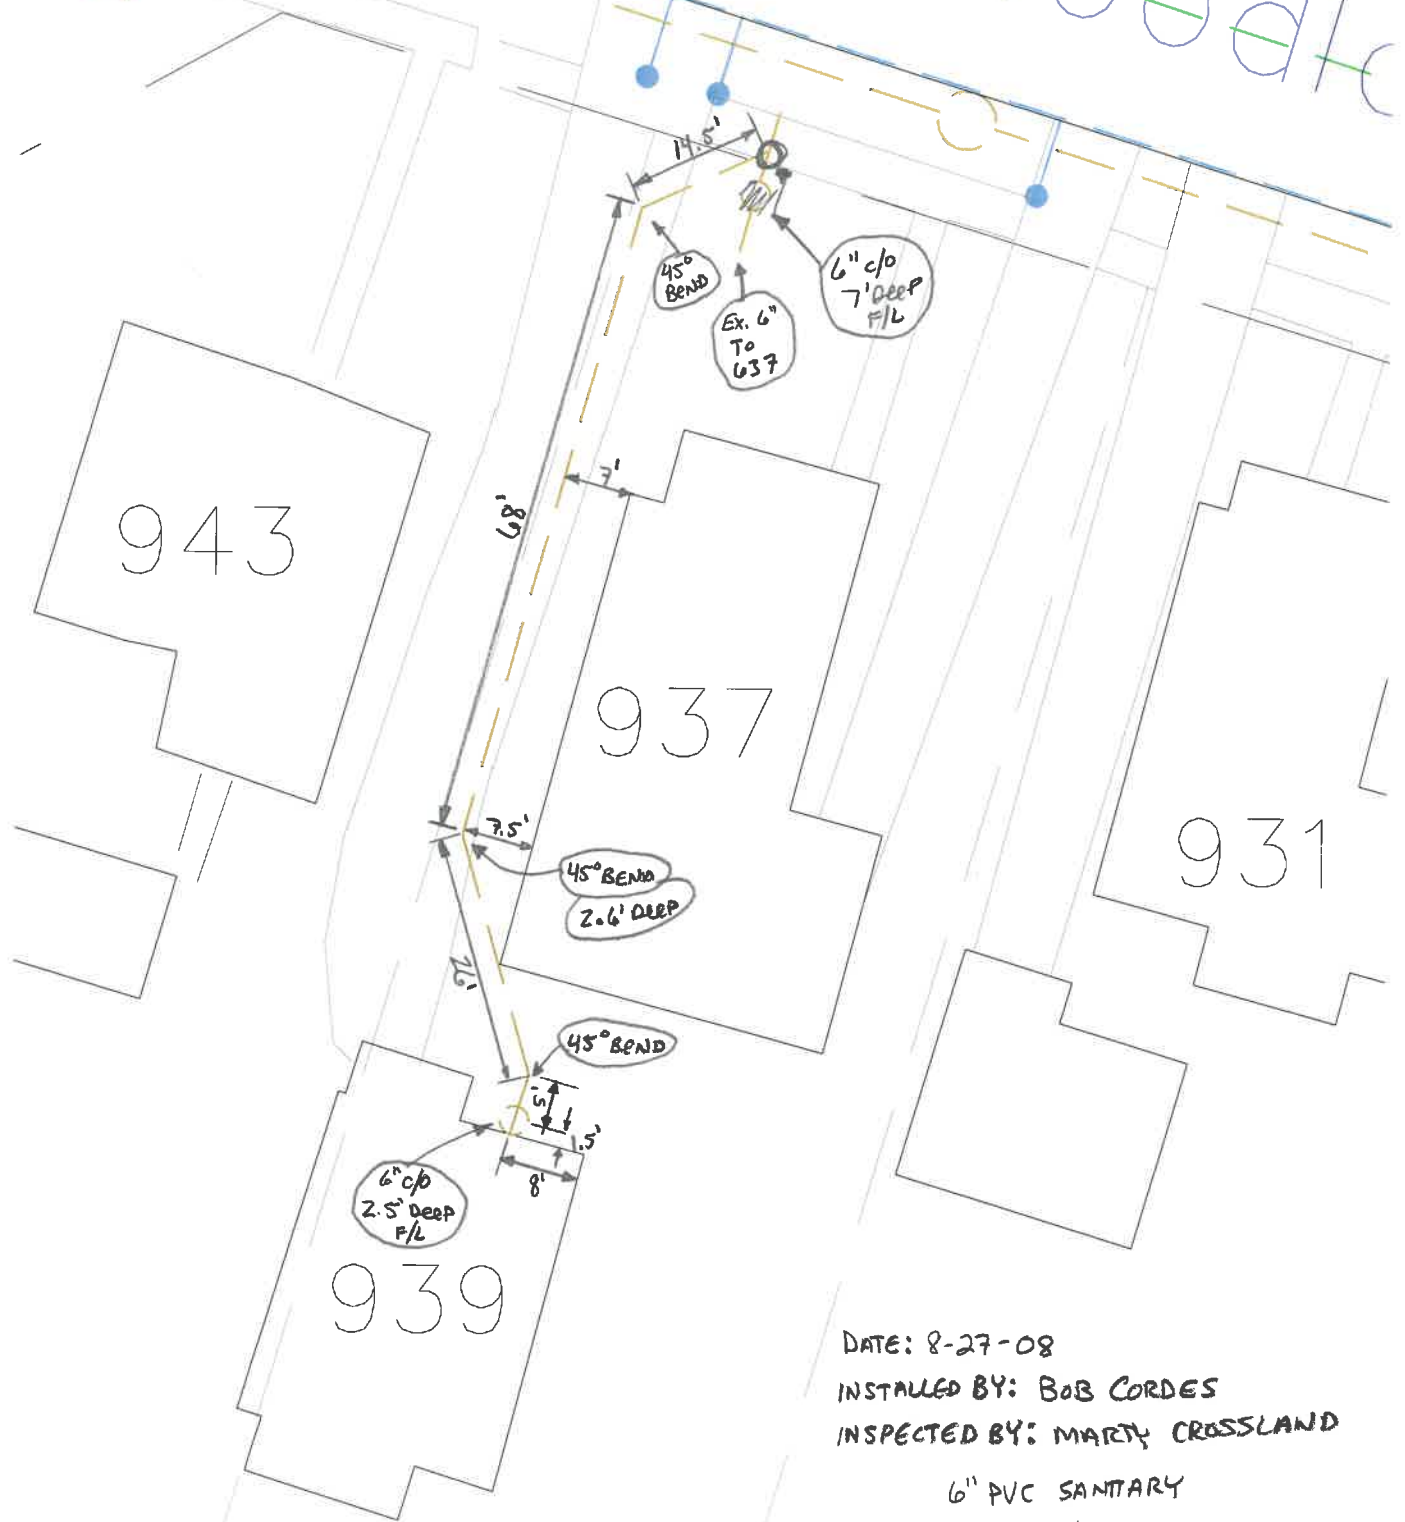 14.5'
45° BEND
6" c/o
7' DEEP
F/L
Ex. 6"
TO
637
68'
7'
943
937
931
7.5'
45° BEND
2.6' DEEP
26'
45° BEND
5'
1.5'
8'
6" c/o
2.5' DEEP
F/L
939
DATE: 8-27-08
INSTALLED BY: BOB CORDES
INSPECTED BY: MARTY CROSSLAND
6" PVC SANITARY